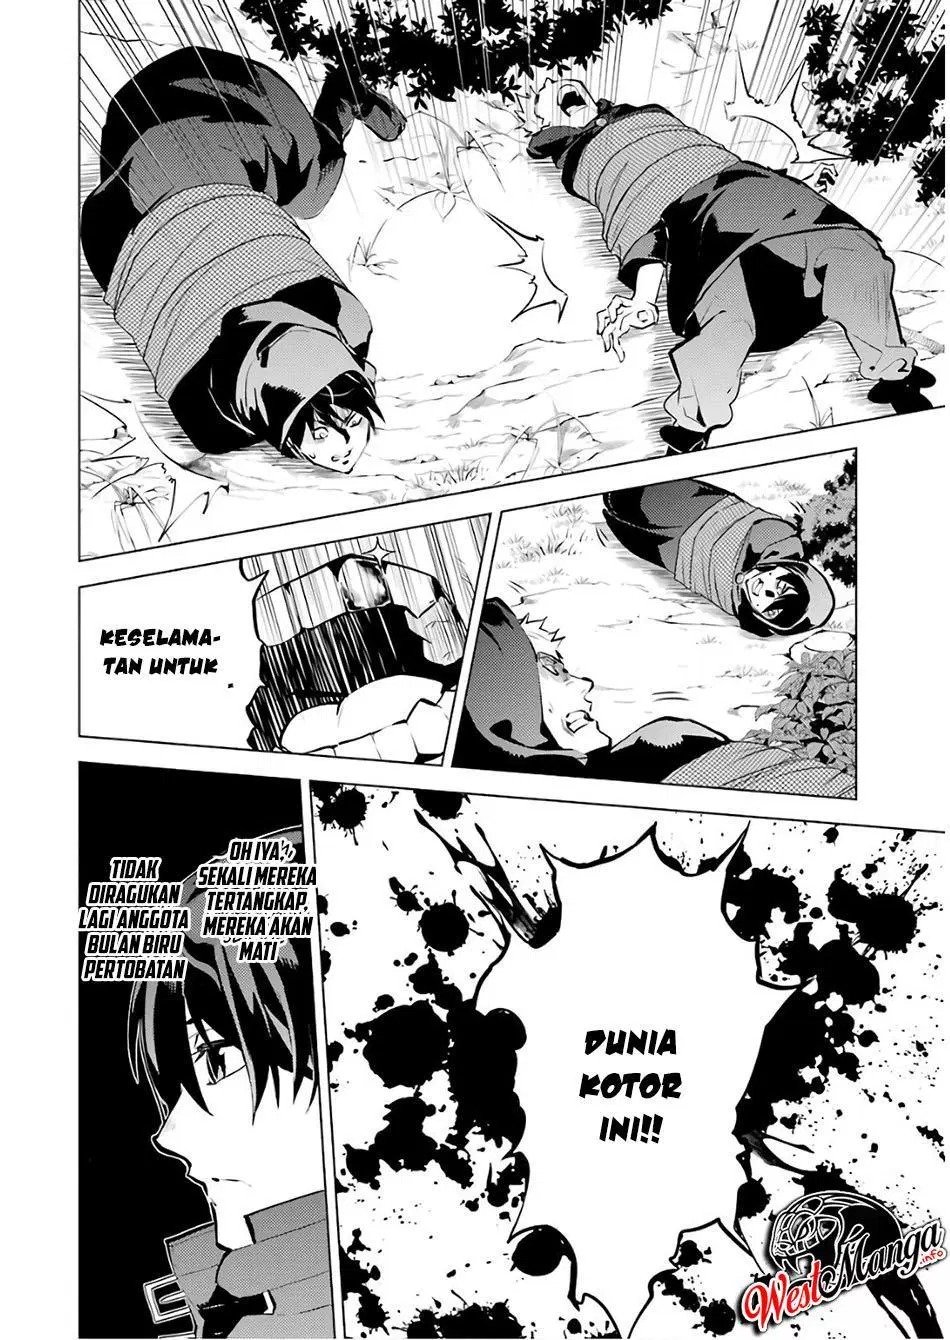 KESELAMA-
TAN UNTUK
DUNIA
KOTOR
INI!!
OH IYA,
SEKALI MEREKA
TERTANGKAP,
MEREKA AKAN
MATI
TIDAK
DIRAGUKAN
LAGI ANGGOTA
BULAN BIRU
PERTOBATAN
WestManga
.info